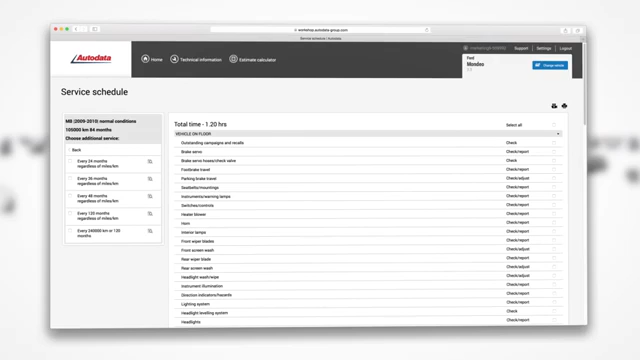 workshop.autodata-group.com
Service schedule | Autodata
Autodata
Home
Technical information
Estimate calculator
Support
Settings
Logout
Ford
Mondeo
Change vehicle
Service schedule
MB (2009-2010) normal conditions
105000 km 84 months
Choose additional service:
Back
Every 24 months
regardless of miles/km
Every 36 months
regardless of miles/km
Every 48 months
regardless of miles/km
Every 120 months
regardless of miles/km
Every 240000 km or 120
months
Total time - 1.20 hrs
Select all
VEHICLE ON FLOOR
Outstanding campaigns and recalls Check
Brake servo Check/report
Brake servo hoses/check valve Check
Footbrake travel Check/report
Parking brake travel Check/adjust
Seatbelts/mountings Check/report
Instruments/warning lamps Check/report
Switches/controls Check/report
Heater blower Check/report
Horn Check/report
Interior lamps Check/report
Front wiper blades Check/report
Front screen wash Check/adjust
Rear wiper blade Check/report
Rear screen wash Check/adjust
Headlight wash/wipe Check/adjust
Instrument illumination Check/report
Direction indicators/hazards Check/report
Lighting system Check/report
Headlight levelling system Check
Headlights Check/report